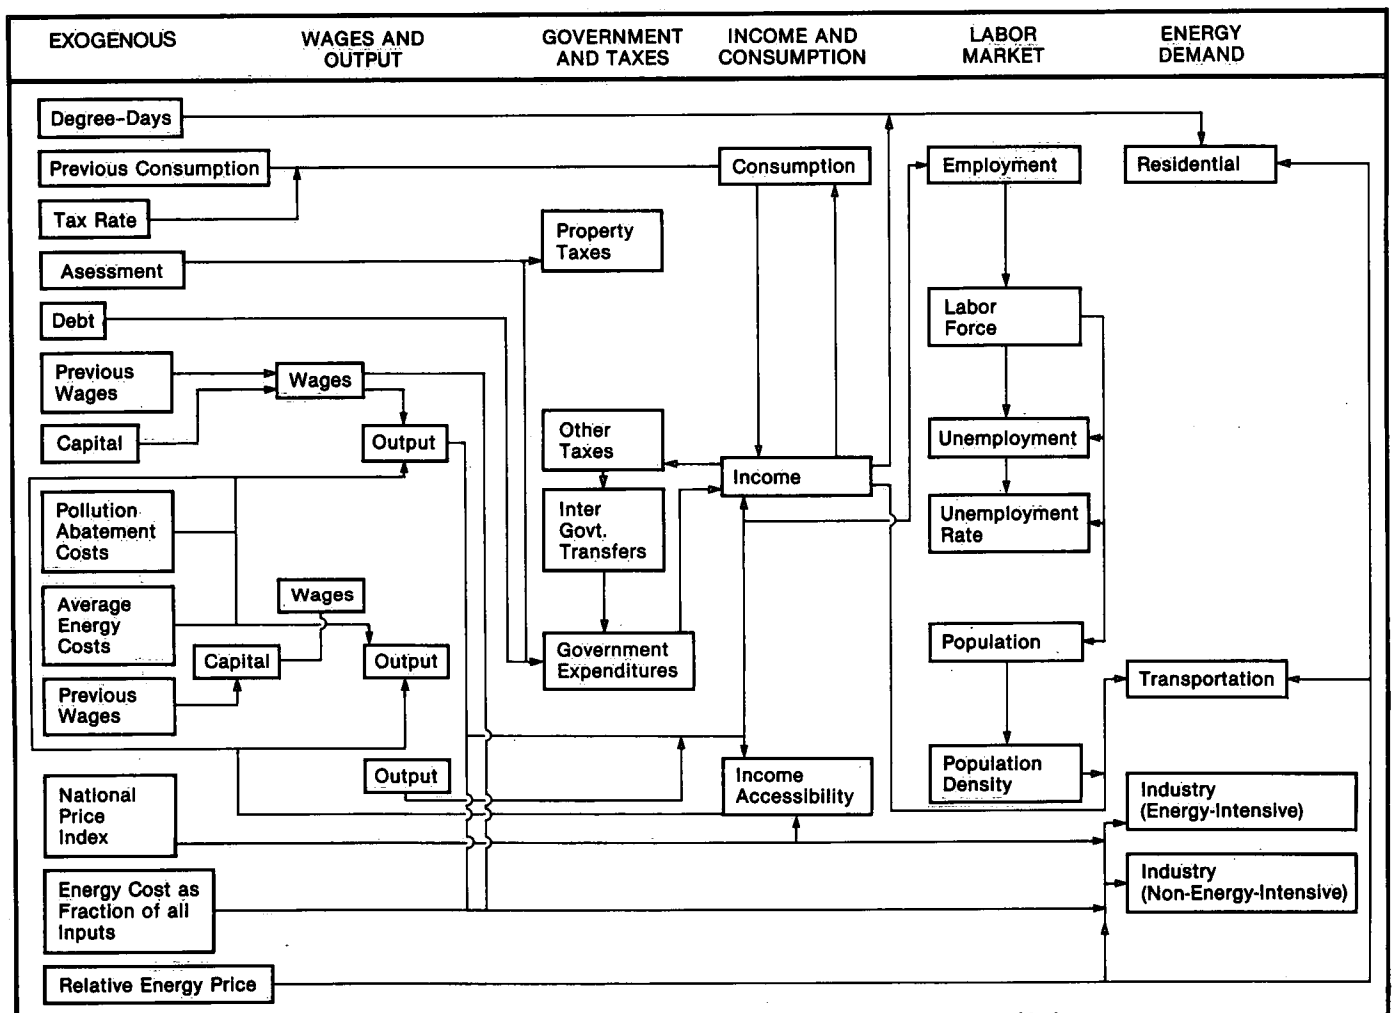 EXOGENOUS
WAGES AND
OUTPUT
GOVERNMENT
AND TAXES
INCOME AND
CONSUMPTION
LABOR
MARKET
ENERGY
DEMAND
Degree-Days
Previous Consumption
Tax Rate
Asessment
Debt
Previous
Wages
Capital
Pollution
Abatement
Costs
Average
Energy
Costs
Previous
Wages
National
Price
Index
Energy Cost as
Fraction of all
Inputs
Relative Energy Price
Wages
Output
Wages
Capital
Output
Output
Property
Taxes
Other
Taxes
Inter
Govt.
Transfers
Government
Expenditures
Consumption
Income
Income
Accessibility
Employment
Labor
Force
Unemployment
Unemployment
Rate
Population
Population
Density
Residential
Transportation
Industry
(Energy-Intensive)
Industry
(Non-Energy-Intensive)